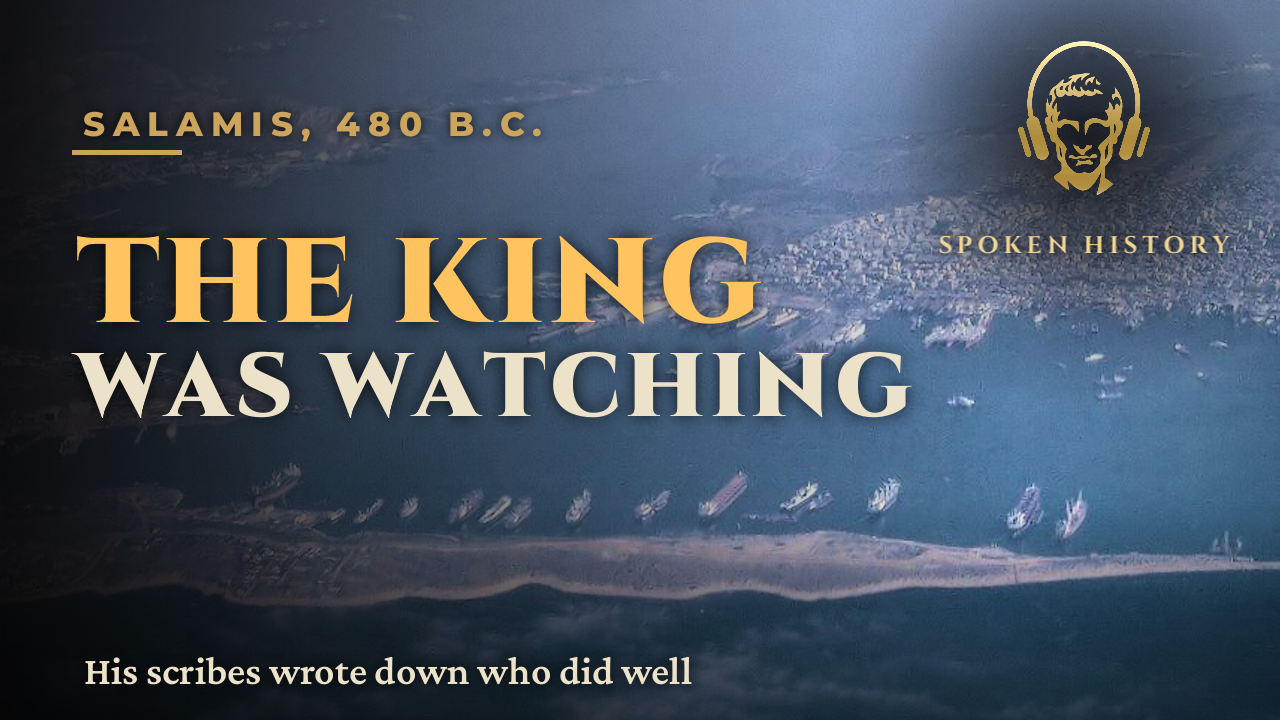 SALAMIS, 480 B.C.
THE KING
WAS WATCHING
SPOKEN HISTORY
His scribes wrote down who did well